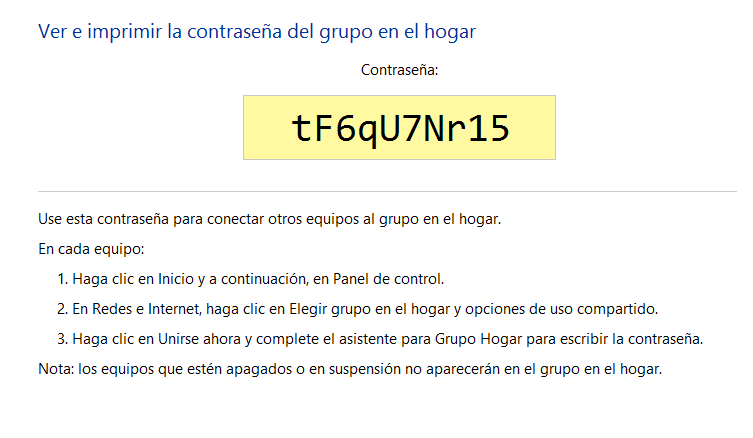 Ver e imprimir la contraseña del grupo en el hogar
Contraseña:
tF6qU7Nr15
Use esta contraseña para conectar otros equipos al grupo en el hogar.
En cada equipo:
1. Haga clic en Inicio y a continuación, en Panel de control.
2. En Redes e Internet, haga clic en Elegir grupo en el hogar y opciones de uso compartido.
3. Haga clic en Unirse ahora y complete el asistente para Grupo Hogar para escribir la contraseña.
Nota: los equipos que estén apagados o en suspensión no aparecerán en el grupo en el hogar.